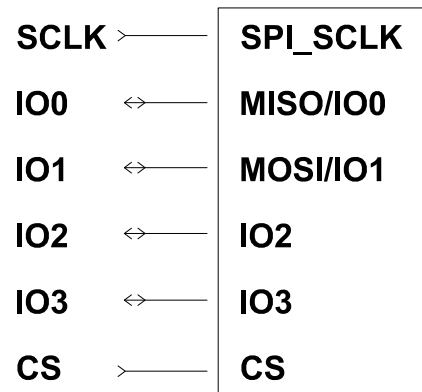 SCLK SPI_SCLK
IO0 MISO/IO0
IO1 MOSI/IO1
IO2 IO2
IO3 IO3
CS CS